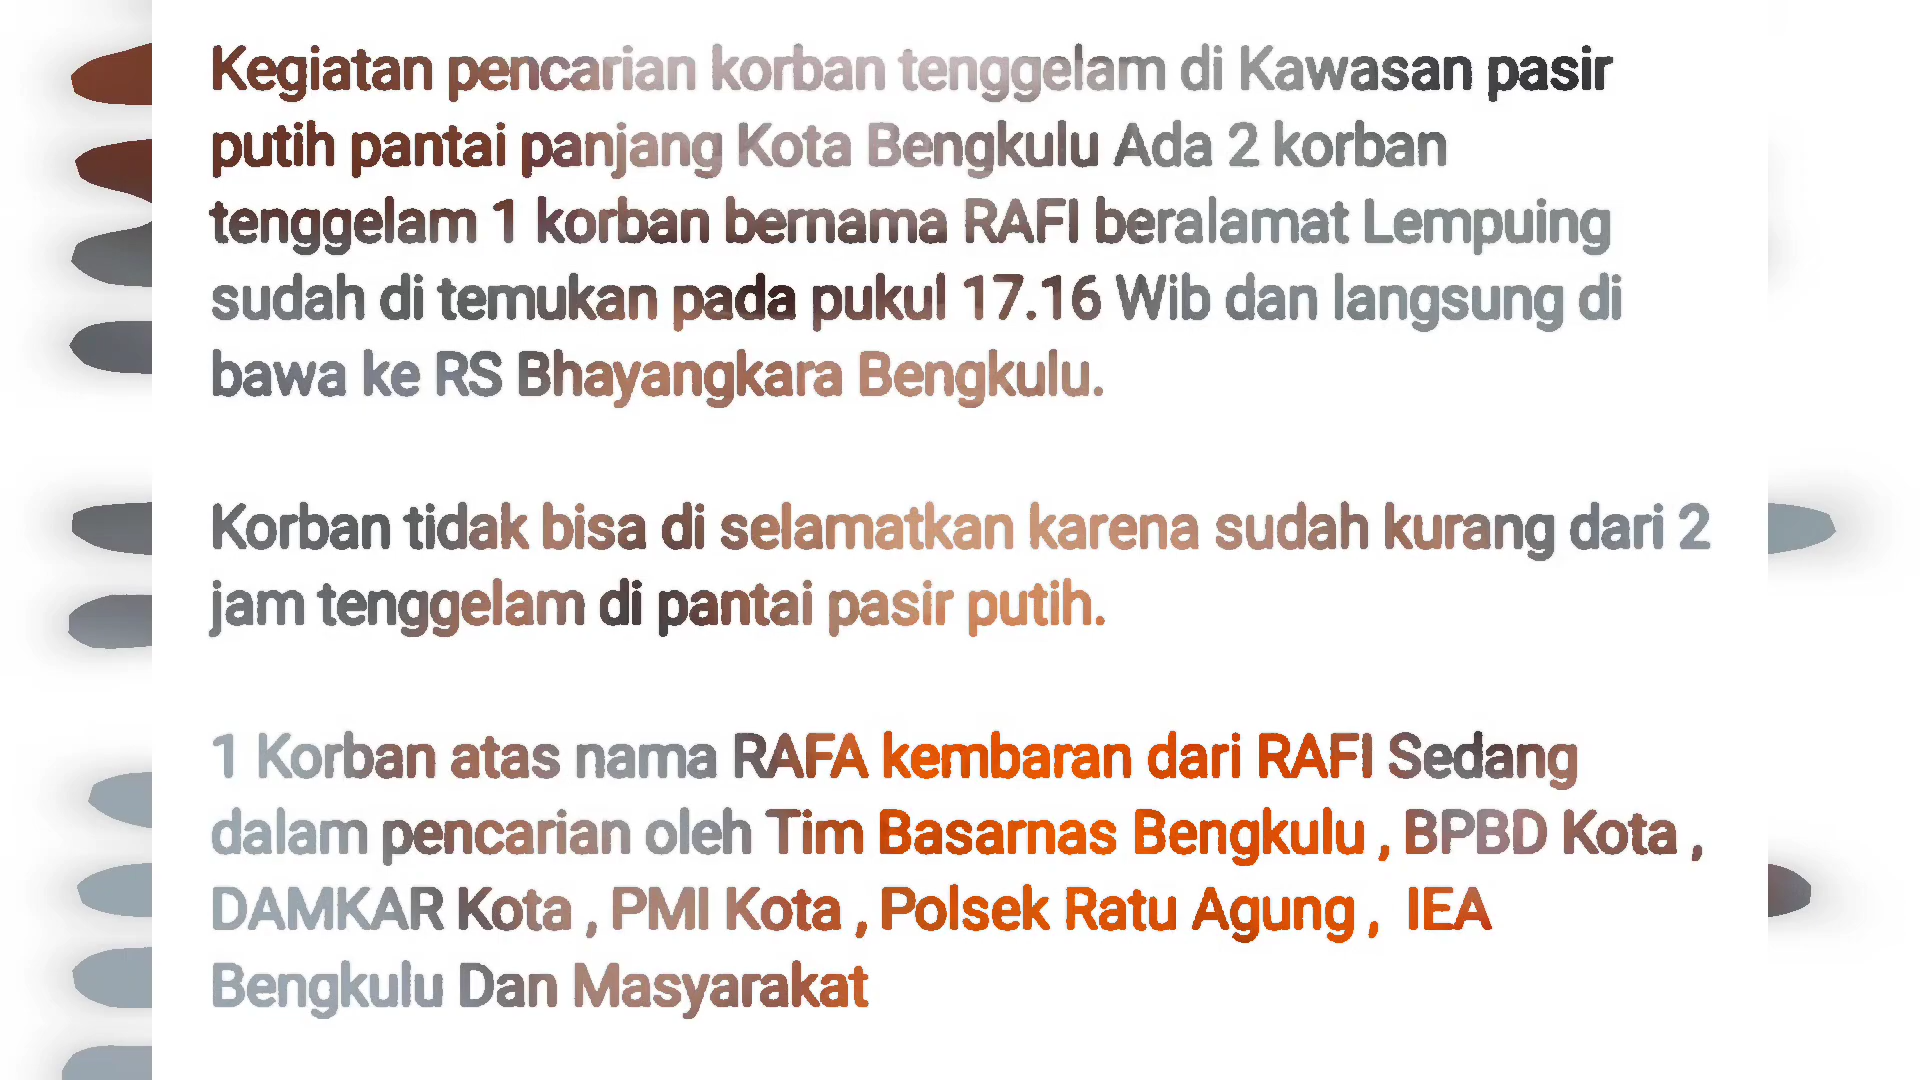 Kegiatan pencarian korban tenggelam di Kawasan pasir
putih pantai panjang Kota Bengkulu Ada 2 korban
tenggelam 1 korban bernama RAFI beralamat Lempuing
sudah di temukan pada pukul 17.16 Wib dan langsung di
bawa ke RS Bhayangkara Bengkulu.
Korban tidak bisa di selamatkan karena sudah kurang dari 2
jam tenggelam di pantai pasir putih.
1 Korban atas nama RAFA kembaran dari RAFI Sedang
dalam pencarian oleh Tim Basarnas Bengkulu , BPBD Kota ,
DAMKAR Kota , PMI Kota , Polsek Ratu Agung , IEA
Bengkulu Dan Masyarakat